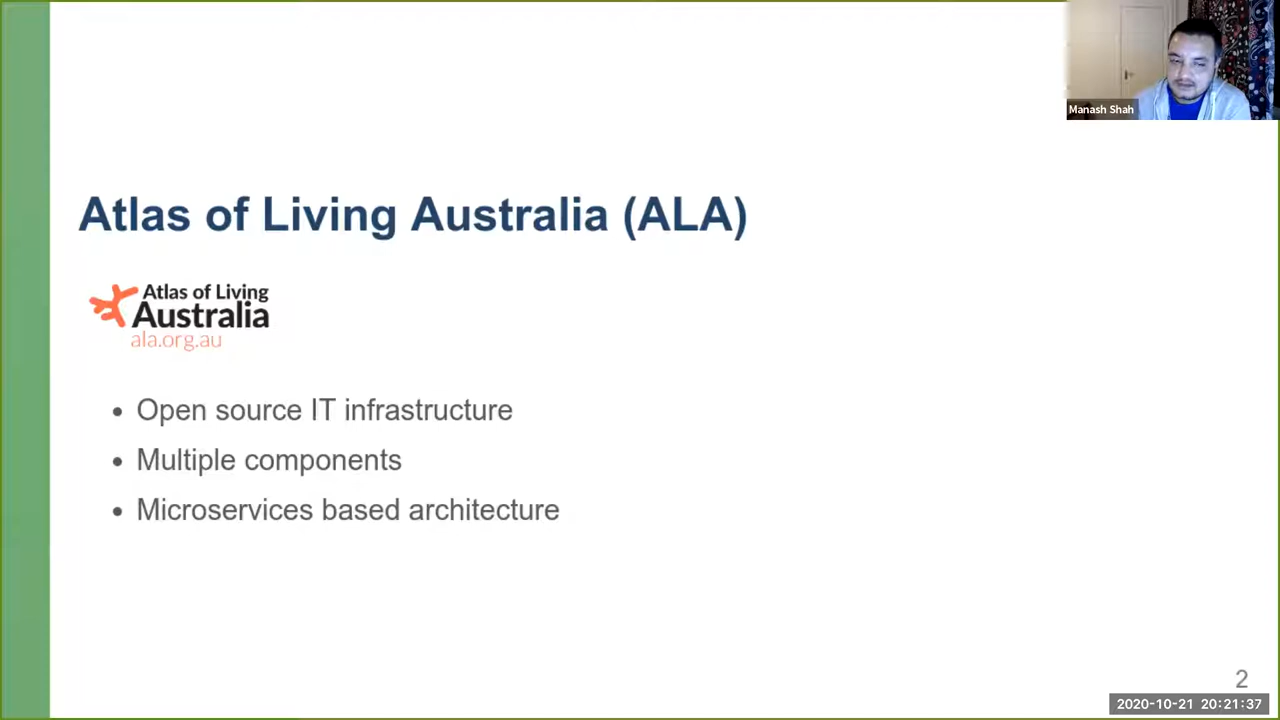 Manash Shah
Atlas of Living Australia (ALA)
Atlas of Living
Australia
ala.org.au
• Open source IT infrastructure
• Multiple components
• Microservices based architecture
2
2020-10-21 20:21:37